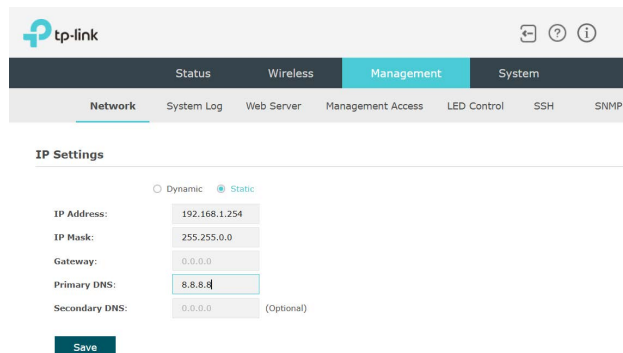 tp-link
Status Wireless Management System
Network System Log Web Server Management Access LED Control SSH SNMP
IP Settings
Dynamic Static
IP Address: 192.168.1.254
IP Mask: 255.255.0.0
Gateway: 0.0.0.0
Primary DNS: 8.8.8.8
Secondary DNS: 0.0.0.0 (Optional)
Save